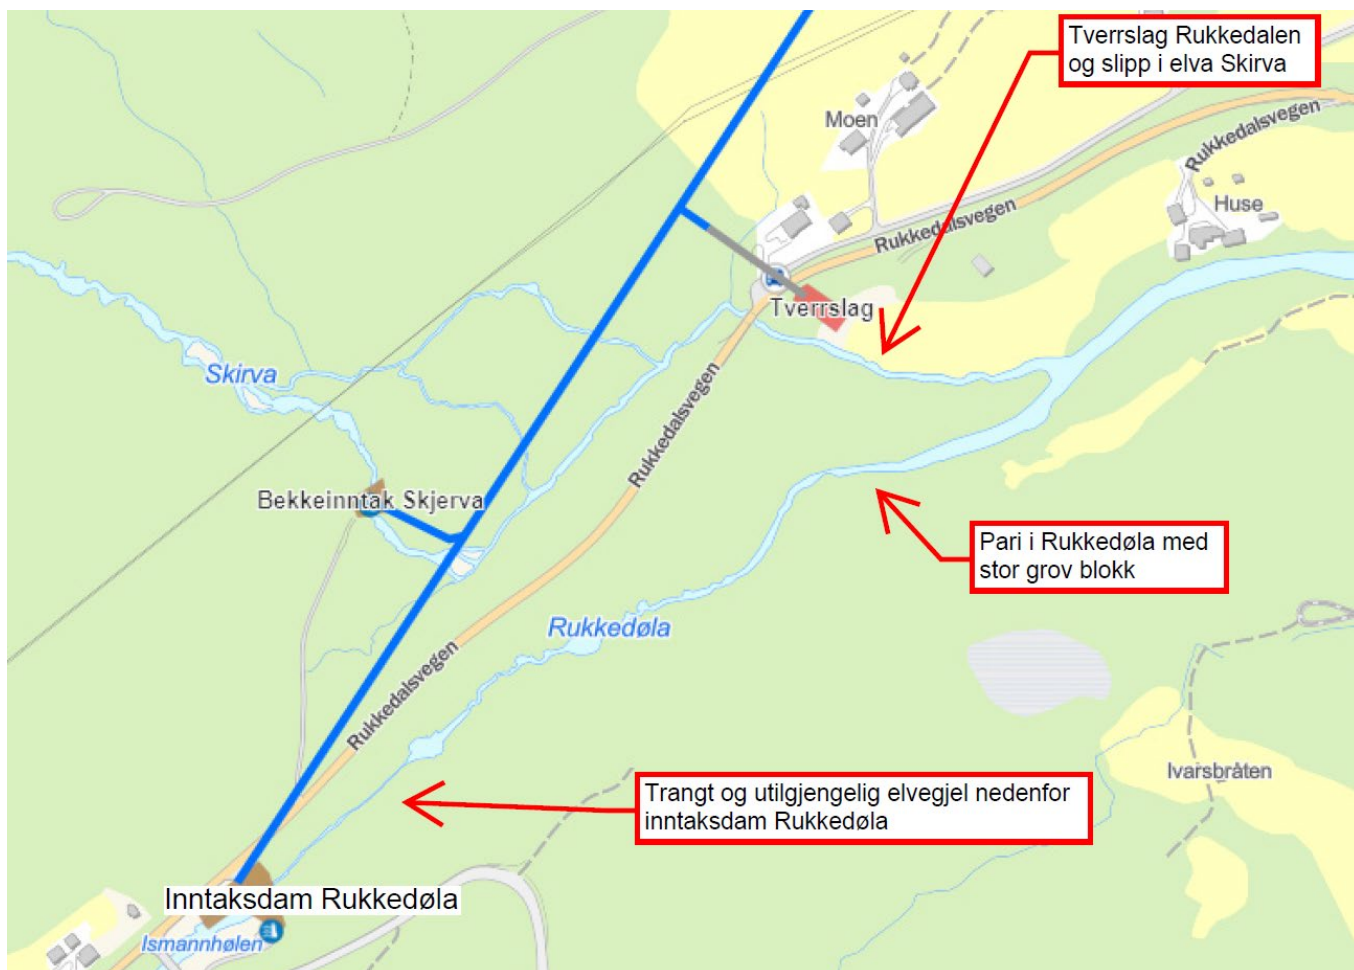 Tverrslag Rukkedalen
og slipp i elva Skirva
Moen
Rukkedalsvegen
Huse
Rukkedalsvegen
Tverrslag
Skirva
Rukkedalsvegen
Bekkeinntak Skjerva
Pari i Rukkedøla med
stor grov blokk
Rukkedøla
Rukkedalsvegen
Ivarsbråten
Trangt og utilgjengelig elvegjel nedenfor
inntaksdam Rukkedøla
Inntaksdam Rukkedøla
Ismannhølen